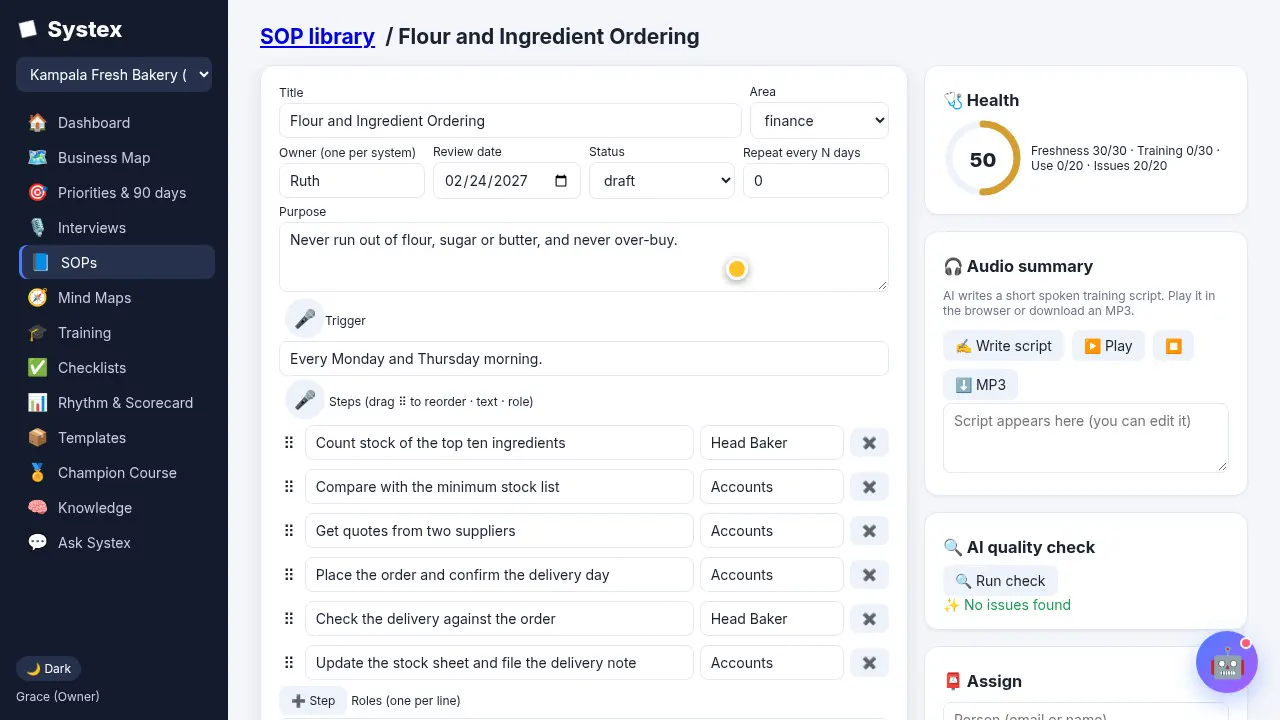 Systex
Kampala Fresh Bakery (
Dashboard
Business Map
Priorities & 90 days
Interviews
SOPs
Mind Maps
Training
Checklists
Rhythm & Scorecard
Templates
Champion Course
Knowledge
Ask Systex
Dark
Grace (Owner)
SOP library / Flour and Ingredient Ordering
Title
Flour and Ingredient Ordering
Area
finance
Owner (one per system)
Ruth
Review date
02/24/2027
Status
draft
Repeat every N days
0
Purpose
Never run out of flour, sugar or butter, and never over-buy.
Trigger
Every Monday and Thursday morning.
Steps (drag ⠿ to reorder · text · role)
Count stock of the top ten ingredients Head Baker
Compare with the minimum stock list Accounts
Get quotes from two suppliers Accounts
Place the order and confirm the delivery day Accounts
Check the delivery against the order Head Baker
Update the stock sheet and file the delivery note Accounts
Step Roles (one per line)
Health
50
Freshness 30/30 · Training 0/30 ·
Use 0/20 · Issues 20/20
Audio summary
AI writes a short spoken training script. Play it in
the browser or download an MP3.
Write script
Play
MP3
Script appears here (you can edit it)
AI quality check
Run check
No issues found
Assign
Person (email or name)